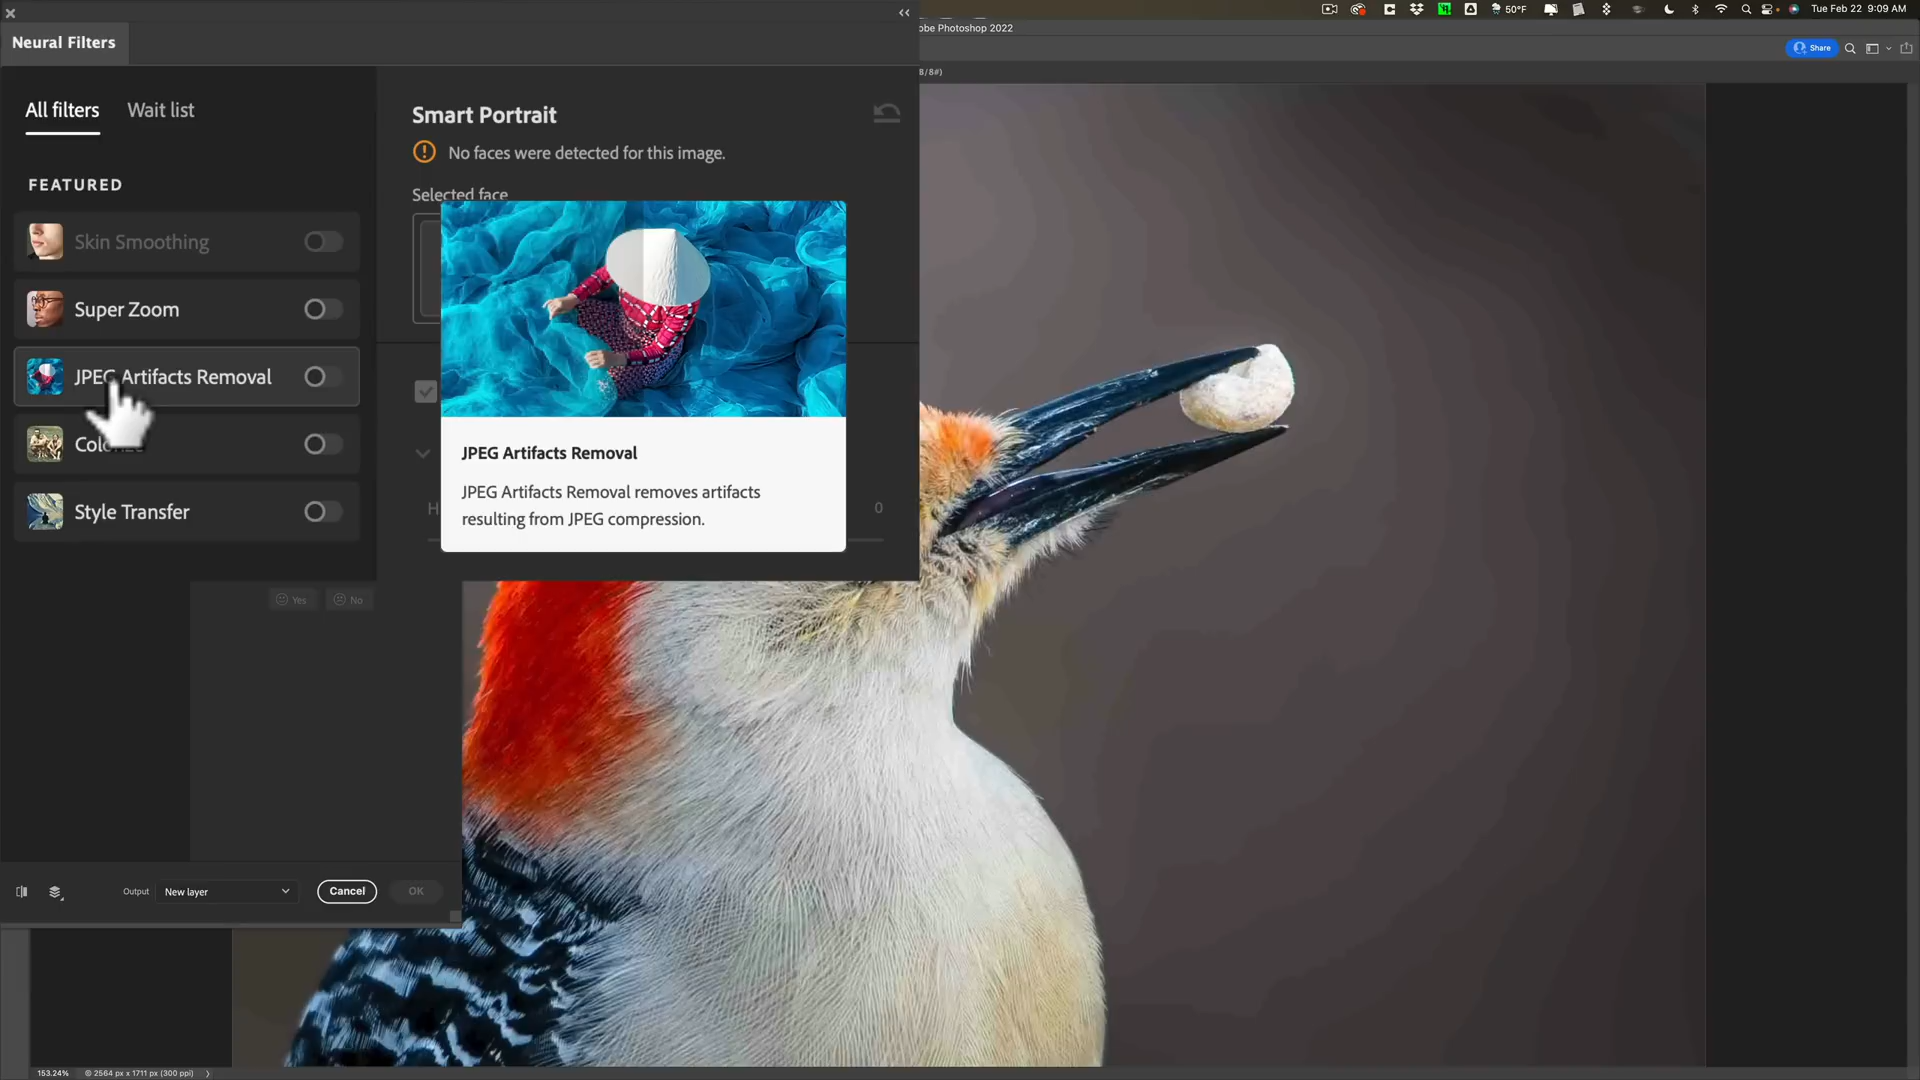 50°F
Tue Feb 22 9:09 AM
obe Photoshop 2022
Share
Neural Filters
3/8#)
All filters
Wait list
FEATURED
Skin Smoothing
Super Zoom
JPEG Artifacts Removal
Style Transfer
Smart Portrait
No faces were detected for this image.
Selected face
JPEG Artifacts Removal
JPEG Artifacts Removal removes artifacts
resulting from JPEG compression.
H
0
Yes
No
Output
New layer
Cancel
OK
153.24%
2564 px x 1711 px (300 ppi)